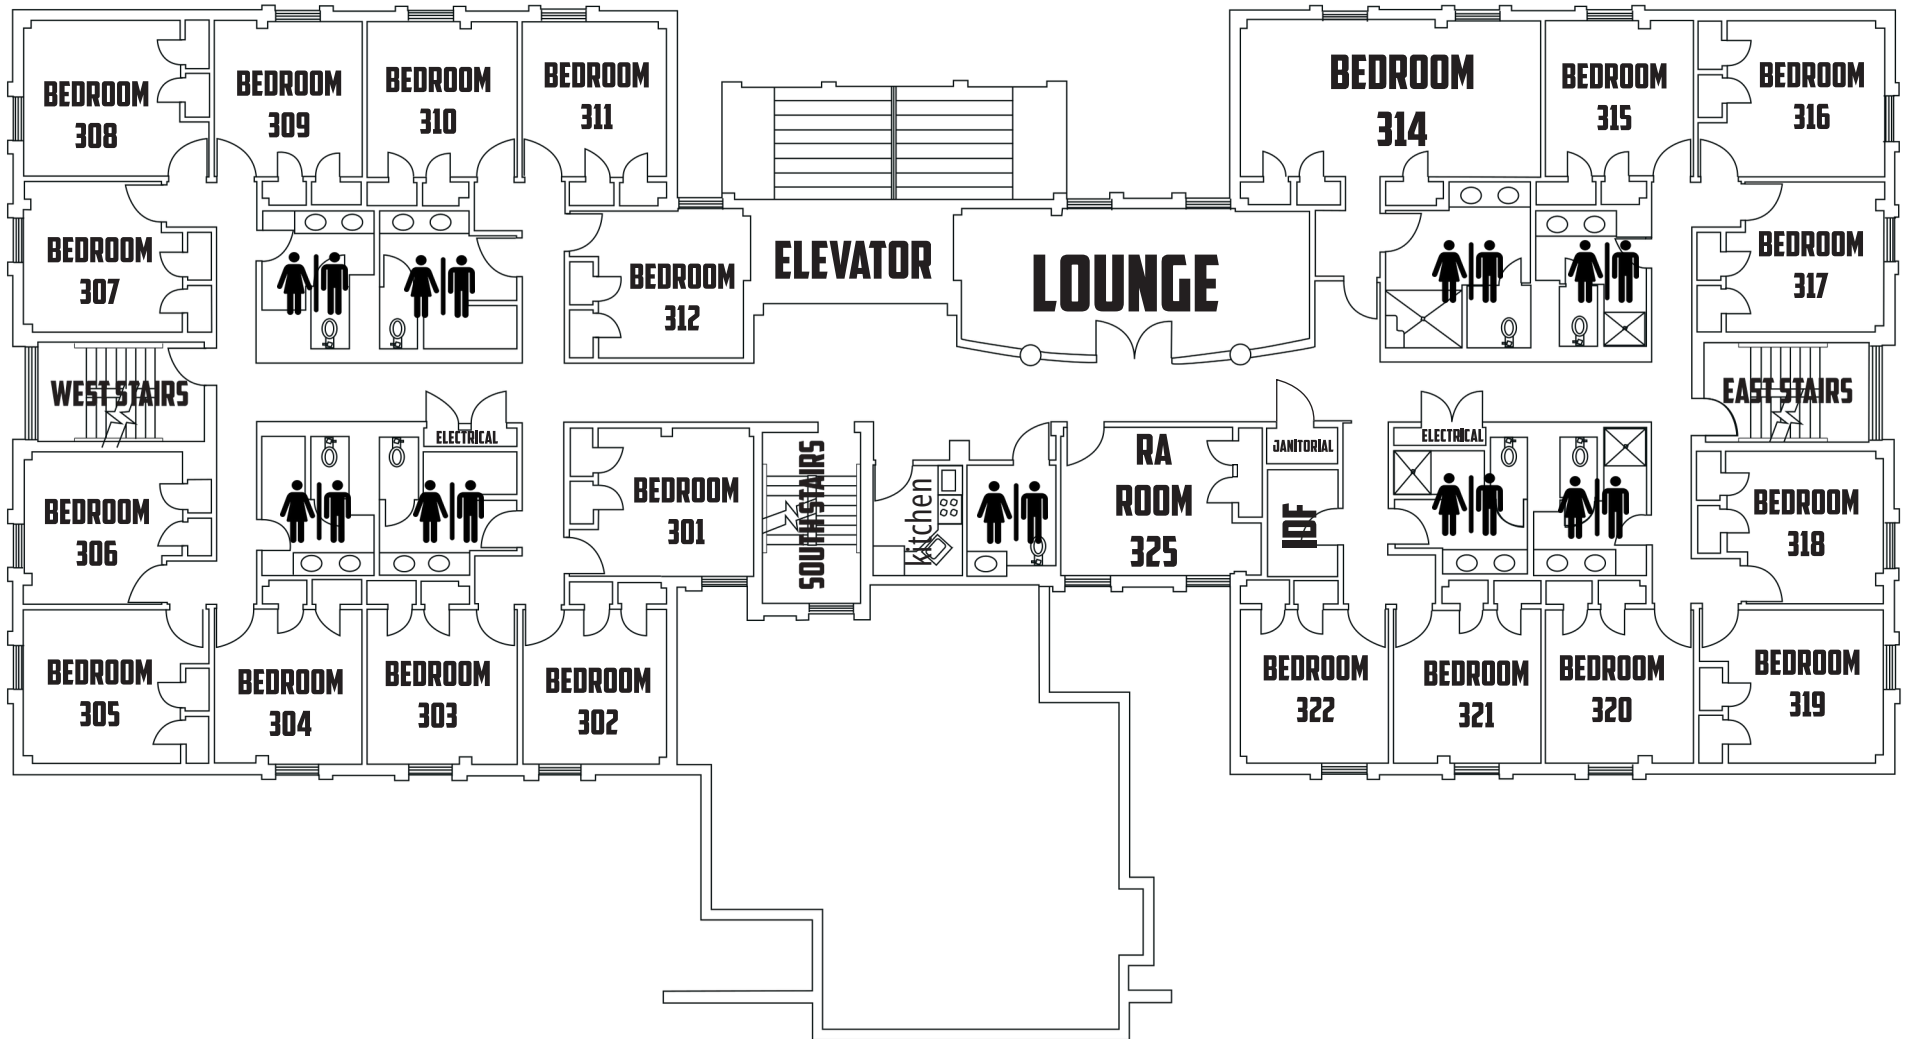 BEDROOM
308
BEDROOM
309
BEDROOM
310
BEDROOM
311
BEDROOM
314
BEDROOM
315
BEDROOM
316
BEDROOM
307
BEDROOM
312
ELEVATOR
LOUNGE
BEDROOM
317
WEST STAIRS
EAST STAIRS
ELECTRICAL
BEDROOM
301
SOUTH STAIRS
kitchen
RA
ROOM
325
JANITORIAL
IDF
ELECTRICAL
BEDROOM
306
BEDROOM
318
BEDROOM
305
BEDROOM
304
BEDROOM
303
BEDROOM
302
BEDROOM
322
BEDROOM
321
BEDROOM
320
BEDROOM
319